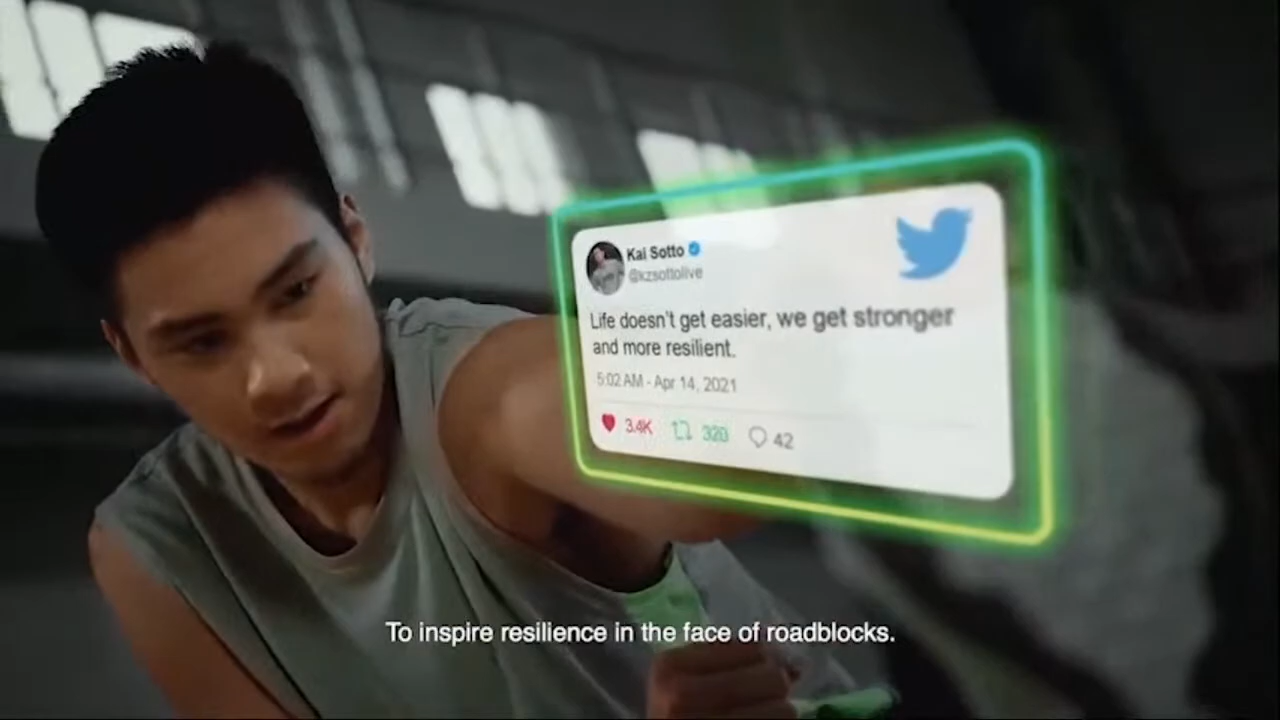 Kai Sotto
@kzsottolive
Life doesn't get easier, we get stronger
and more resilient.
5:02 AM - Apr 14, 2021
3.4K 320 42
To inspire resilience in the face of roadblocks.